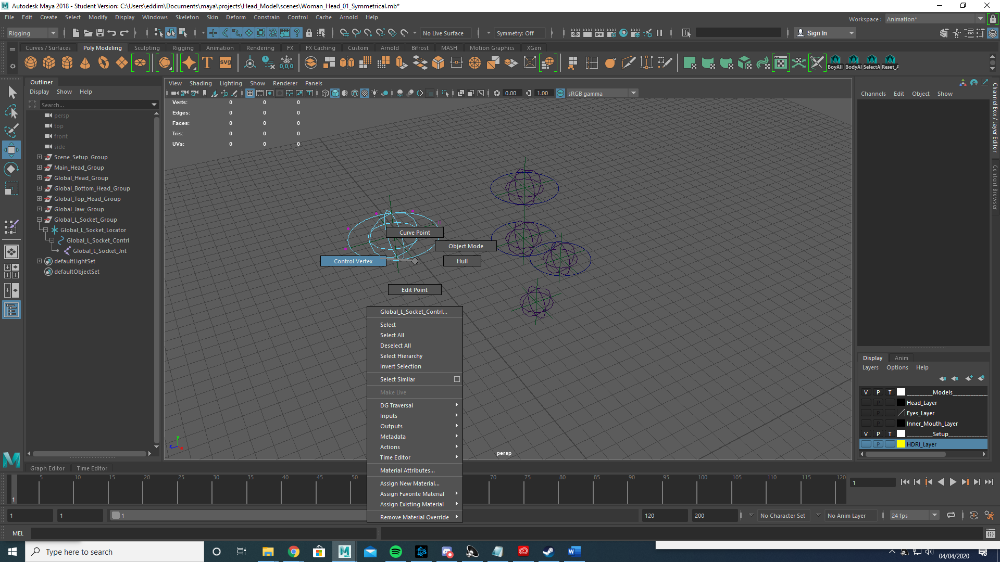 Autodesk Maya 2018 - Student Version: C:\Users\eddim\Documents\maya\projects\Head_Model\scenes\Woman_Head_01_Symmetrical.mb*
File Edit Create Select Modify Display Windows Skeleton Skin Deform Constrain Control Cache Arnold Help
Workspace : Animation*
Rigging No Live Surface Symmetry: Off Sign In
Curves / Surfaces Poly Modeling Sculpting Rigging Animation Rendering FX FX Caching Custom Arnold Bifrost MASH Motion Graphics XGen
T svg 0,0,0 BoyAll BodyAl SelectA Reset_A
Outliner
Display Show Help
Search...
persp
top
front
side
Scene_Setup_Group
Main_Head_Group
Global_Head_Group
Global_Bottom_Head_Group
Global_Top_Head_Group
Global_Jaw_Group
Global_L_Socket_Group
Global_L_Socket_Locator
Global_L_Socket_Contrl
Global_L_Socket_Jnt
defaultLightSet
defaultObjectSet
View Shading Lighting Show Renderer Panels
0.00 1.00 sRGB gamma
Verts: 0 0 0
Edges: 0 0 0
Faces: 0 0 0
Tris: 0 0 0
UVs: 0 0 0
Curve Point
Object Mode
Control Vertex
Hull
Edit Point
Global_L_Socket_Contrl...
Select
Select All
Deselect All
Select Hierarchy
Invert Selection
Select Similar
Make Live
DG Traversal
Inputs
Outputs
Metadata
Actions
Time Editor
Material Attributes...
Assign New Material...
Assign Favorite Material
Assign Existing Material
Remove Material Override
y
z
persp
Channels Edit Object Show
Channel Box / Layer Editor
Content Browser
Display Anim
Layers Options Help
V P T __________Models______________
P Head_Layer
P Eyes_Layer
P Inner_Mouth_Layer
V P T __________Setup_______________
P HDRI_Layer
Graph Editor Time Editor
5 10 15 20 25 30 35 40 45 50 70 75 80 85 90 95 100 105 110 115 120
1
1
1 1 1 120 200 No Character Set No Anim Layer 24 fps
MEL
Type here to search
MAYA
04/04/2020